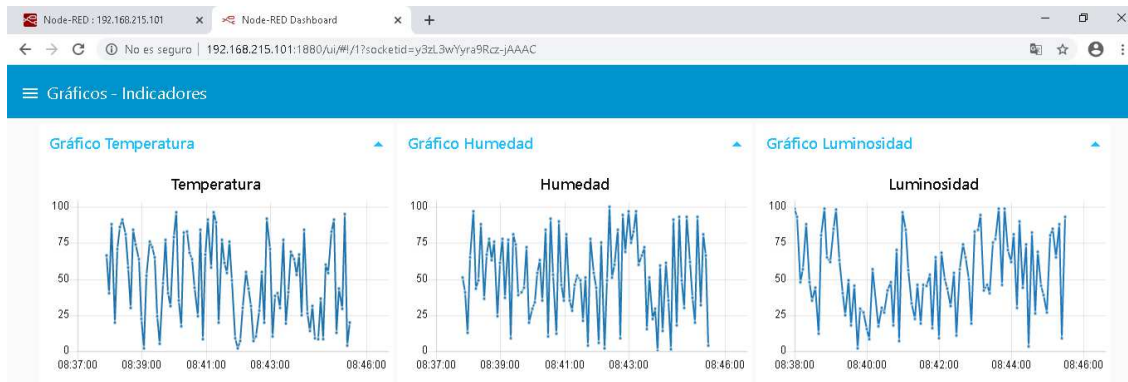 Node-RED : 192.168.215.101
Node-RED Dashboard
No es seguro | 192.168.215.101:1880/ui/#!/1?socketid=y3zL3wYyra9Rcz-jAAAC
Gráficos - Indicadores
Gráfico Temperatura
Temperatura
100
75
50
25
0
08:37:00 08:39:00 08:41:00 08:43:00 08:46:00
Gráfico Humedad
Humedad
100
75
50
25
0
08:37:00 08:39:00 08:41:00 08:43:00 08:46:00
Gráfico Luminosidad
Luminosidad
100
75
50
25
0
08:38:00 08:40:00 08:42:00 08:44:00 08:46:00